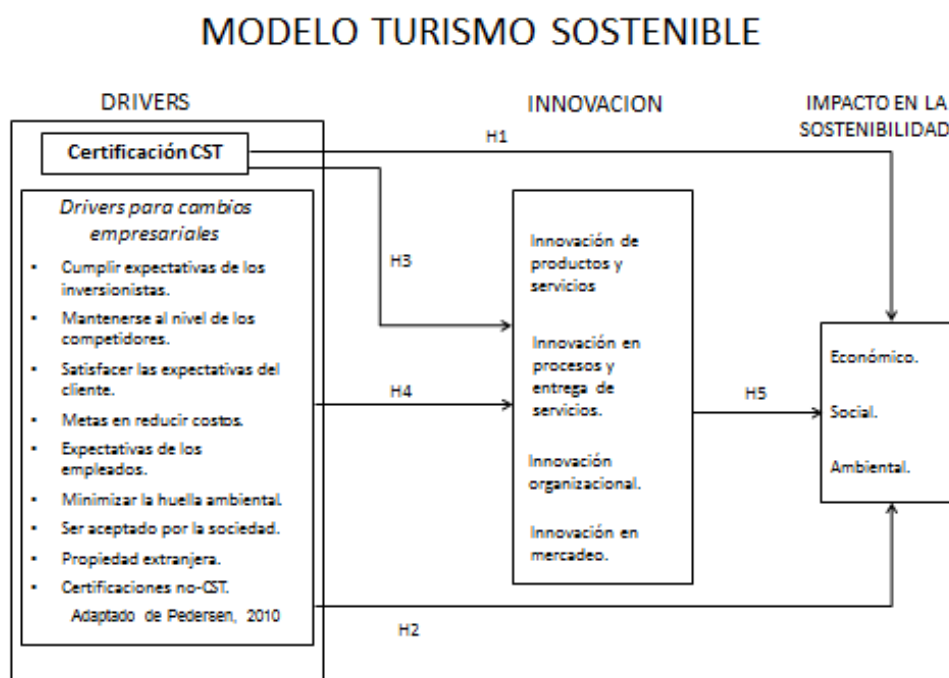 MODELO TURISMO SOSTENIBLE
DRIVERS
INNOVACION
IMPACTO EN LA
SOSTENIBILIDAD
H1
Certificación CST
Drivers para cambios
empresariales
• Cumplir expectativas de los
inversionistas.
• Mantenerse al nivel de los
competidores.
• Satisfacer las expectativas del
cliente.
• Metas en reducir costos.
• Expectativas de los
empleados.
• Minimizar la huella ambiental.
• Ser aceptado por la sociedad.
• Propiedad extranjera.
• Certificaciones no-CST.
Adaptado de Pedersen, 2010
H3
H4
Innovación de
productos y
servicios
Innovación en
procesos y
entrega de
servicios.
Innovación
organizacional.
Innovación en
mercadeo.
H5
Económico.
Social.
Ambiental.
H2